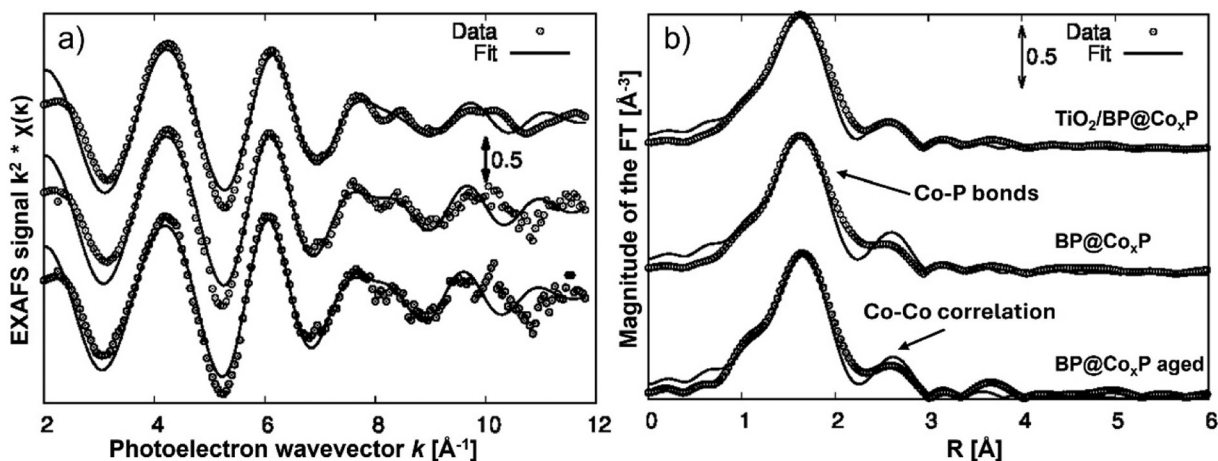 a)
Data
Fit
0.5
EXAFS signal k² * χ(κ)
2 4 6 8 10 12
Photoelectron wavevector k [Å⁻¹]
b)
Data
Fit
0.5
TiO₂/BP@CoₓP
Co-P bonds
BP@CoₓP
Co-Co correlation
BP@CoₓP aged
Magnitude of the FT [Å⁻³]
0 1 2 3 4 5 6
R [Å]